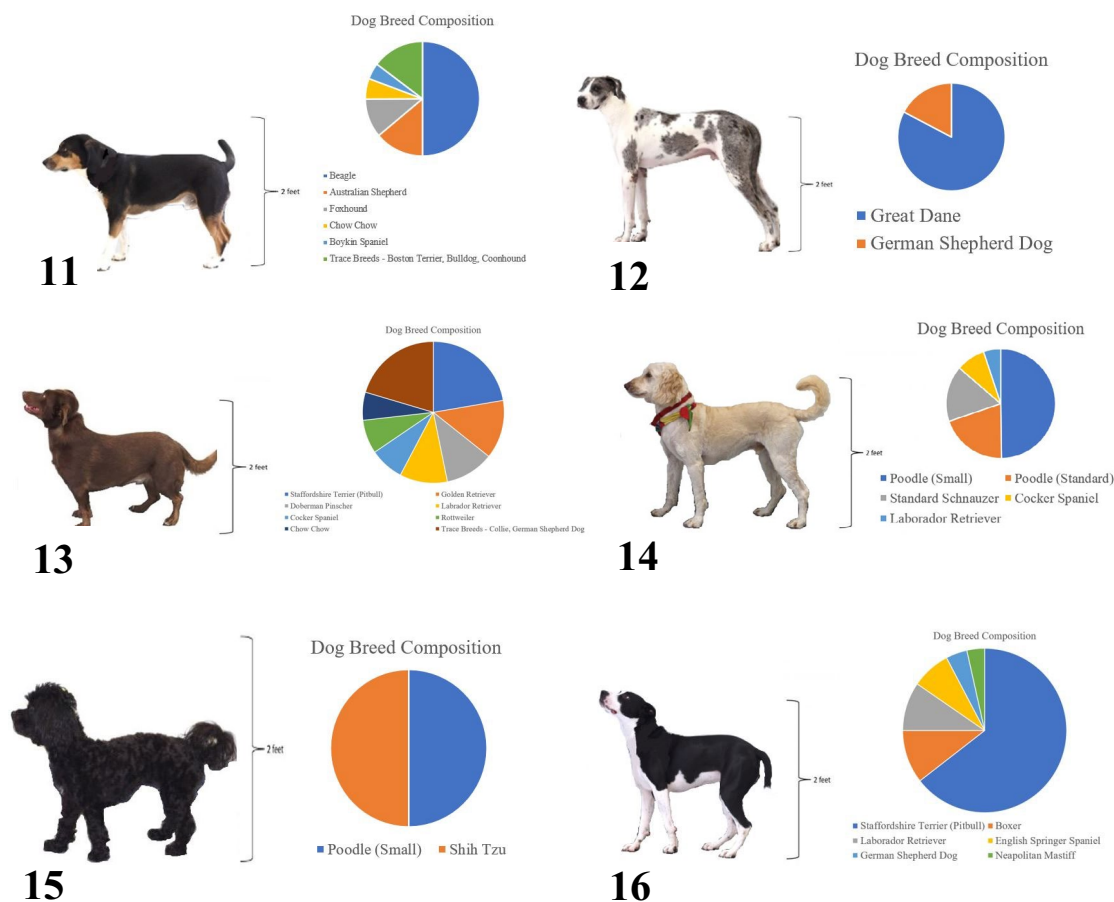 Dog Breed Composition
2 feet
Beagle
Australian Shepherd
Foxhound
Chow Chow
Boykin Spaniel
Trace Breeds - Boston Terrier, Bulldog, Coonhound
11
Dog Breed Composition
2 feet
Great Dane
German Shepherd Dog
12
Dog Breed Composition
2 feet
Staffordshire Terrier (Pitbull) Golden Retriever
Doberman Pinscher Labrador Retriever
Cocker Spaniel Rottweiler
Chow Chow Trace Breeds - Collie, German Shepherd Dog
13
Dog Breed Composition
2 feet
Poodle (Small) Poodle (Standard)
Standard Schnauzer Cocker Spaniel
Laborador Retriever
14
Dog Breed Composition
2 feet
Poodle (Small) Shih Tzu
15
Dog Breed Composition
2 feet
Staffordshire Terrier (Pitbull) Boxer
Laborador Retriever English Springer Spaniel
German Shepherd Dog Neapolitan Mastiff
16